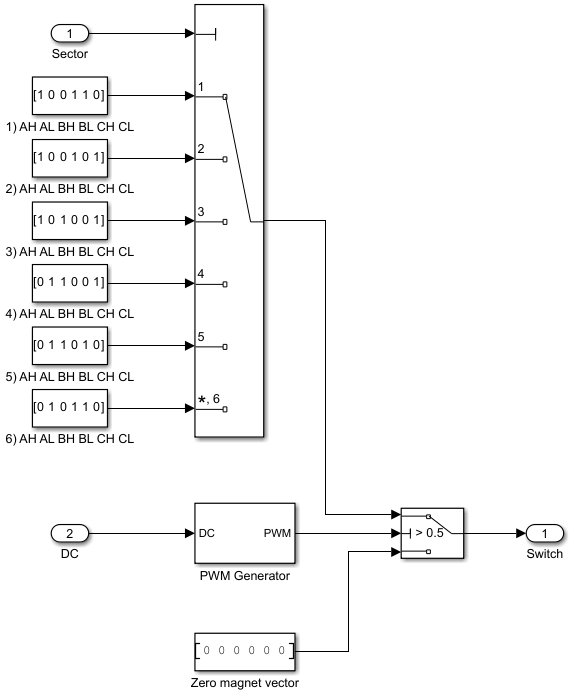 1
Sector
[1 0 0 1 1 0]
1
1) AH AL BH BL CH CL
[1 0 0 1 0 1]
2
2) AH AL BH BL CH CL
[1 0 1 0 0 1]
3
3) AH AL BH BL CH CL
[0 1 1 0 0 1]
4
4) AH AL BH BL CH CL
[0 1 1 0 1 0]
5
5) AH AL BH BL CH CL
[0 1 0 1 1 0]
*, 6
6) AH AL BH BL CH CL
2
DC
DC
PWM
PWM Generator
> 0.5
1
Switch
[0 0 0 0 0 0]
Zero magnet vector